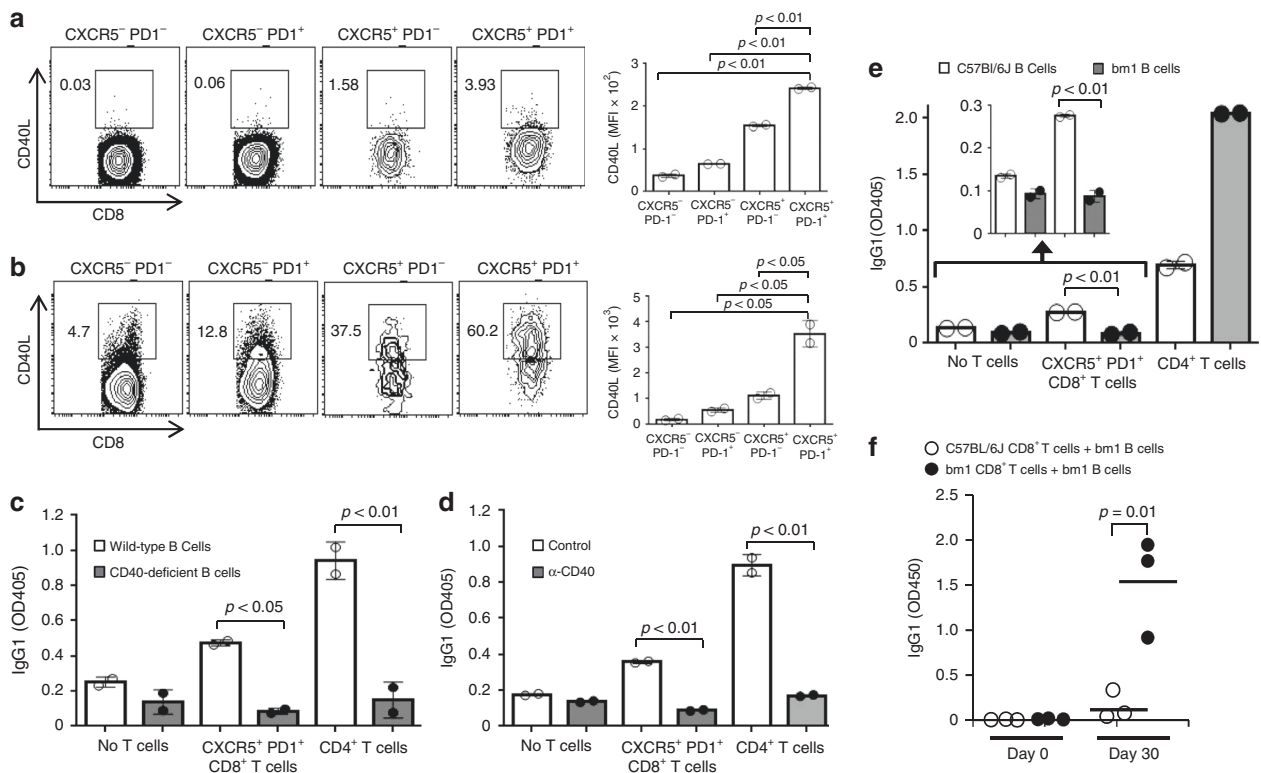 a
CXCR5⁻ PD1⁻
CXCR5⁻ PD1⁺
CXCR5⁺ PD1⁻
CXCR5⁺ PD1⁺
0.03
0.06
1.58
3.93
CD40L
CD8
p < 0.01
p < 0.01
p < 0.01
CD40L (MFI × 10²)
3
2
1
0
CXCR5⁻ PD-1⁻
CXCR5⁻ PD-1⁺
CXCR5⁺ PD-1⁻
CXCR5⁺ PD-1⁺
b
CXCR5⁻ PD1⁻
CXCR5⁻ PD1⁺
CXCR5⁺ PD1⁻
CXCR5⁺ PD1⁺
4.7
12.8
37.5
60.2
CD40L
CD8
p < 0.05
p < 0.05
p < 0.05
CD40L (MFI × 10³)
5
4
3
2
1
0
CXCR5⁻ PD-1⁻
CXCR5⁻ PD-1⁺
CXCR5⁺ PD-1⁻
CXCR5⁺ PD-1⁺
c
IgG1 (OD405)
1.2
1.0
0.8
0.6
0.4
0.2
0
Wild-type B Cells
CD40-deficient B cells
p < 0.05
p < 0.01
No T cells
CXCR5⁺ PD1⁺
CD8⁺ T cells
CD4⁺ T cells
d
IgG1 (OD405)
1.2
1.0
0.8
0.6
0.4
0.2
0
Control
α-CD40
p < 0.01
p < 0.01
No T cells
CXCR5⁺ PD1⁺
CD8⁺ T cells
CD4⁺ T cells
e
C57Bl/6J B Cells
bm1 B cells
IgG1(OD405)
2.0
1.5
1.0
0.5
0
0.3
0.2
0.1
0
p < 0.01
p < 0.01
No T cells
CXCR5⁺ PD1⁺
CD8⁺ T cells
CD4⁺ T cells
f
C57BL/6J CD8⁺ T cells + bm1 B cells
bm1 CD8⁺ T cells + bm1 B cells
IgG1 (OD450)
2.5
2.0
1.5
1.0
0.5
0
p = 0.01
Day 0
Day 30